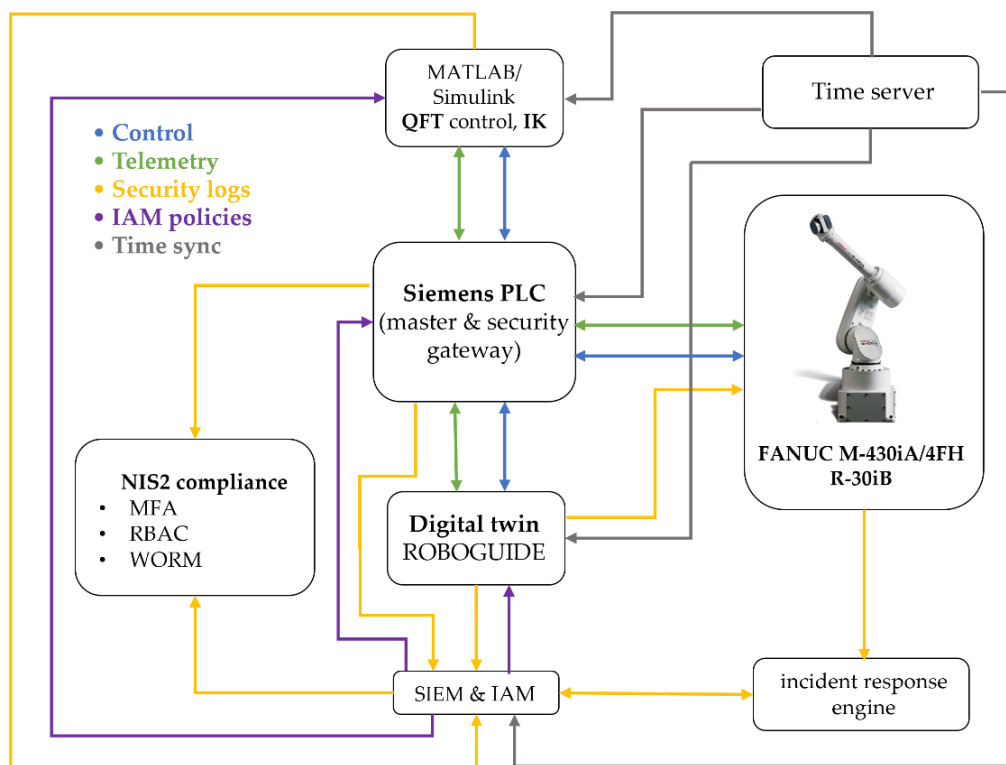 MATLAB/
Simulink
QFT control, IK
Time server
• Control
• Telemetry
• Security logs
• IAM policies
• Time sync
Siemens PLC
(master & security
gateway)
FANUC M-430iA/4FH
R-30iB
NIS2 compliance
• MFA
• RBAC
• WORM
Digital twin
ROBOGUIDE
SIEM & IAM
incident response
engine